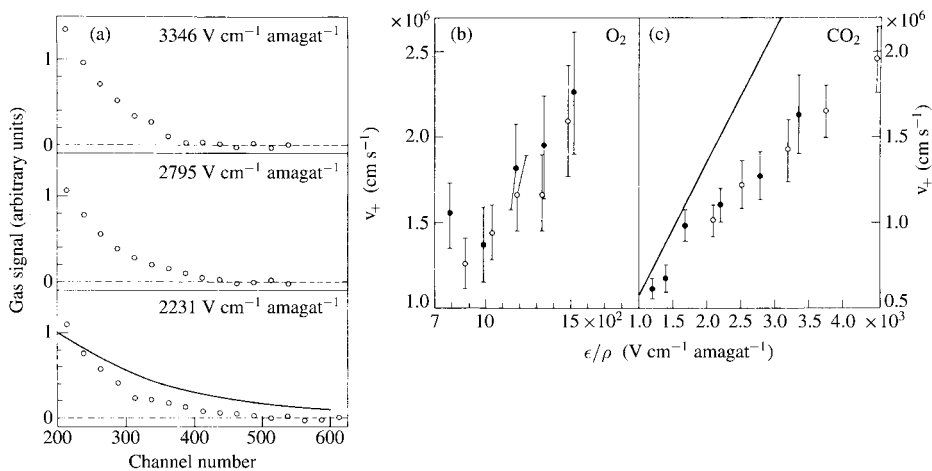 (a)
3346 V cm⁻¹ amagat⁻¹
1
0
2795 V cm⁻¹ amagat⁻¹
1
0
2231 V cm⁻¹ amagat⁻¹
1
0
200 300 400 500 600
Channel number
Gas signal (arbitrary units)
×10⁶
(b) O₂
2.5
2.0
1.5
1.0
v₊ (cm s⁻¹)
7 10 15 ×10²
(c) CO₂
×10⁶
2.0
1.5
1.0
0.5
v₊ (cm s⁻¹)
1.0 1.4 2.0 2.5 3.0 4.0 ×10³
ϵ/ρ (V cm⁻¹ amagat⁻¹)